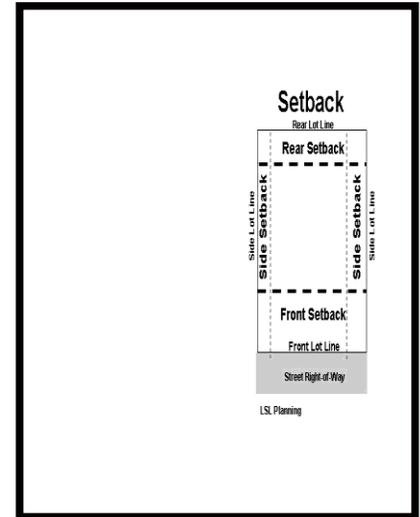 Setback
Rear Lot Line
Rear Setback
Side Lot Line
Side Setback
Side Setback
Side Lot Line
Front Setback
Front Lot Line
Street Right-of-Way
LSL Planning